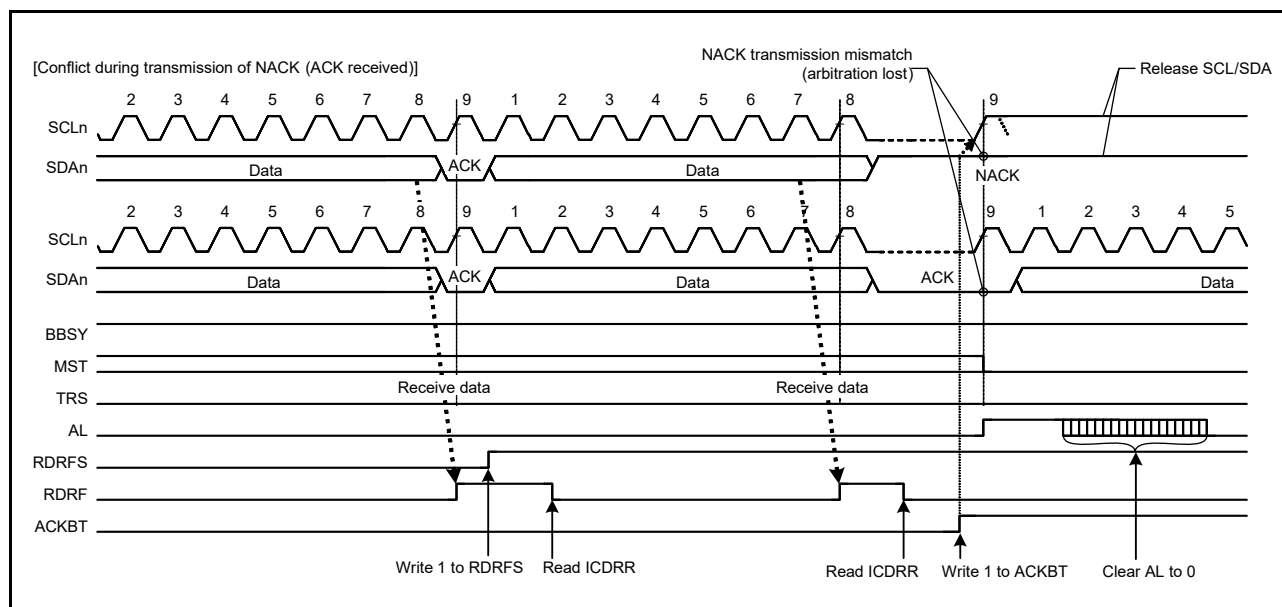 [Conflict during transmission of NACK (ACK received)]
NACK transmission mismatch
(arbitration lost)
Release SCL/SDA
2 3 4 5 6 7 8 9 1 2 3 4 5 6 7 8 9
SCLn
SDAn
Data ACK Data NACK
2 3 4 5 6 7 8 9 1 2 3 4 5 6 7 8 9 1 2 3 4 5
SCLn
SDAn
Data ACK Data ACK Data
BBSY
MST
Receive data Receive data
TRS
AL
RDRFS
RDRF
ACKBT
Write 1 to RDRFS Read ICDRR Read ICDRR Write 1 to ACKBT Clear AL to 0